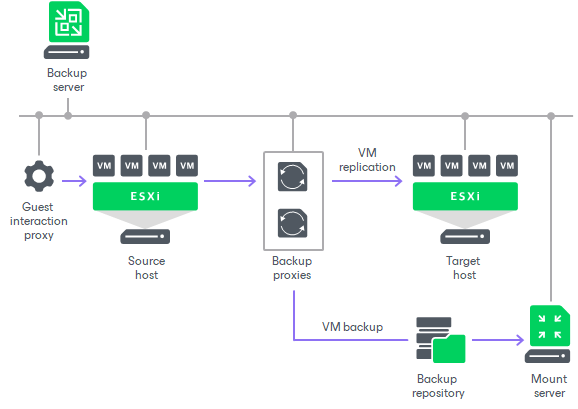 Backup
server
VM
replication
VM VM VM VM
VM VM VM VM
ESXi
ESXi
Guest
interaction
proxy
Source
host
Backup
proxies
Target
host
VM backup
Backup
repository
Mount
server